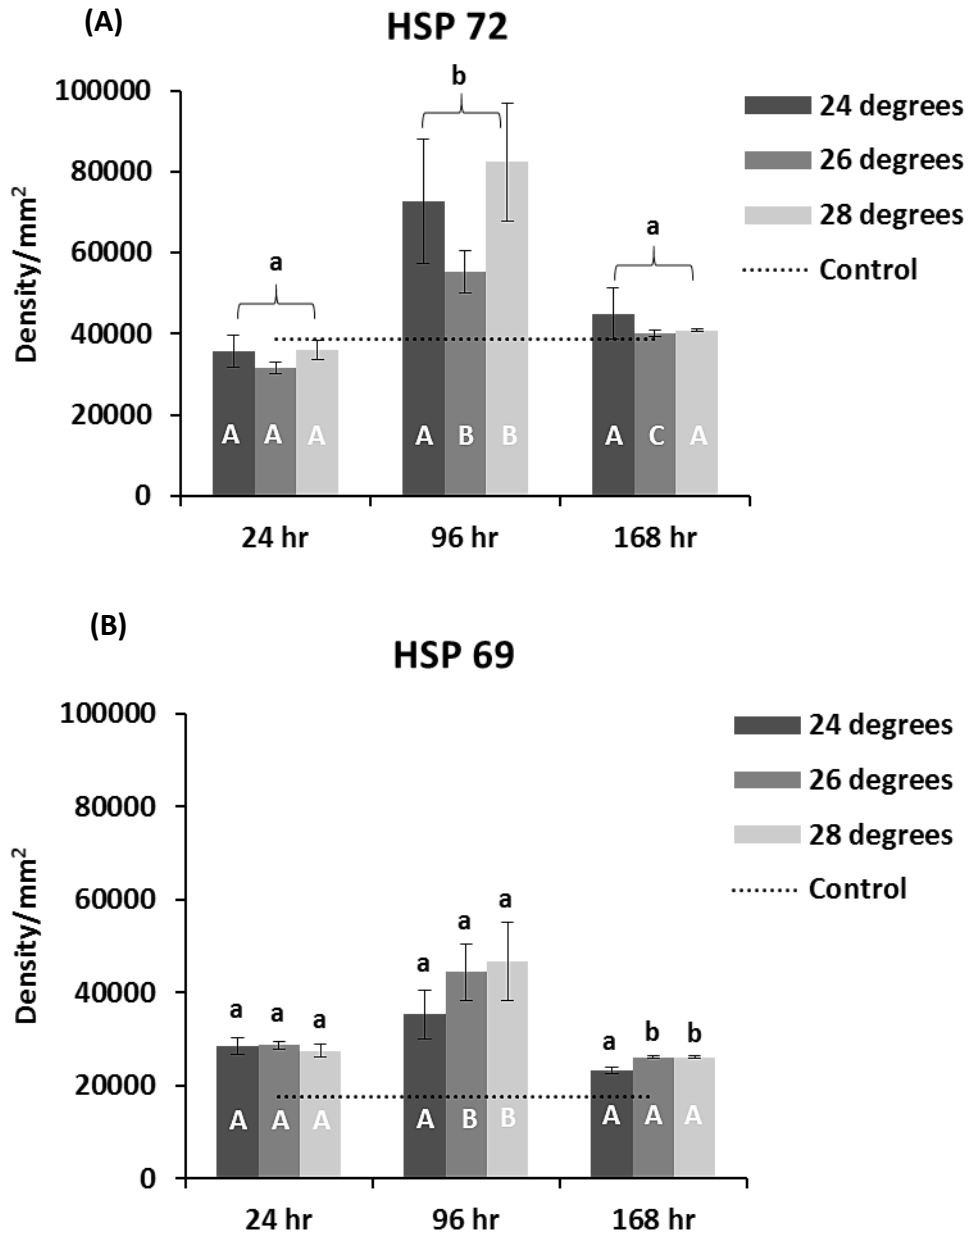 (A)
HSP 72
b
100000
24 degrees
80000
26 degrees
28 degrees
a
60000
a
Control
Density/mm²
40000
20000
A A A A B B A C A
0
24 hr 96 hr 168 hr
(B)
HSP 69
100000
24 degrees
80000
26 degrees
28 degrees
Control
60000
a
a
a
Density/mm²
40000
a a a a b b
20000
A A A A B B A A A
0
24 hr 96 hr 168 hr